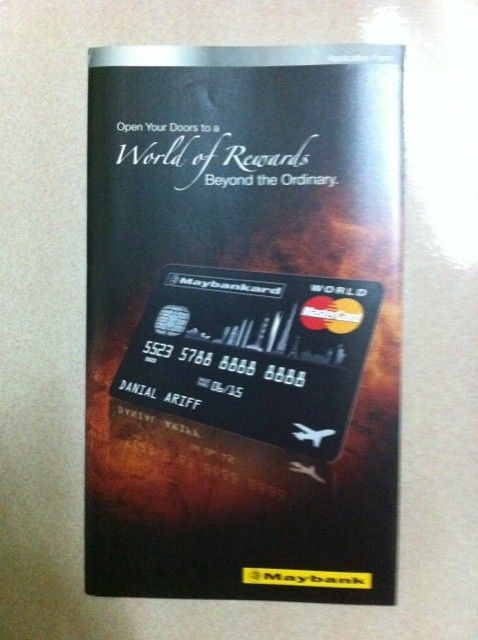 Application Form
Open Your Doors to a
World of Rewards
Beyond the Ordinary.
Maybankard
WORLD
MasterCard
5523 5788 8888 8888
06/15
DANIAL ARIFF
Maybank